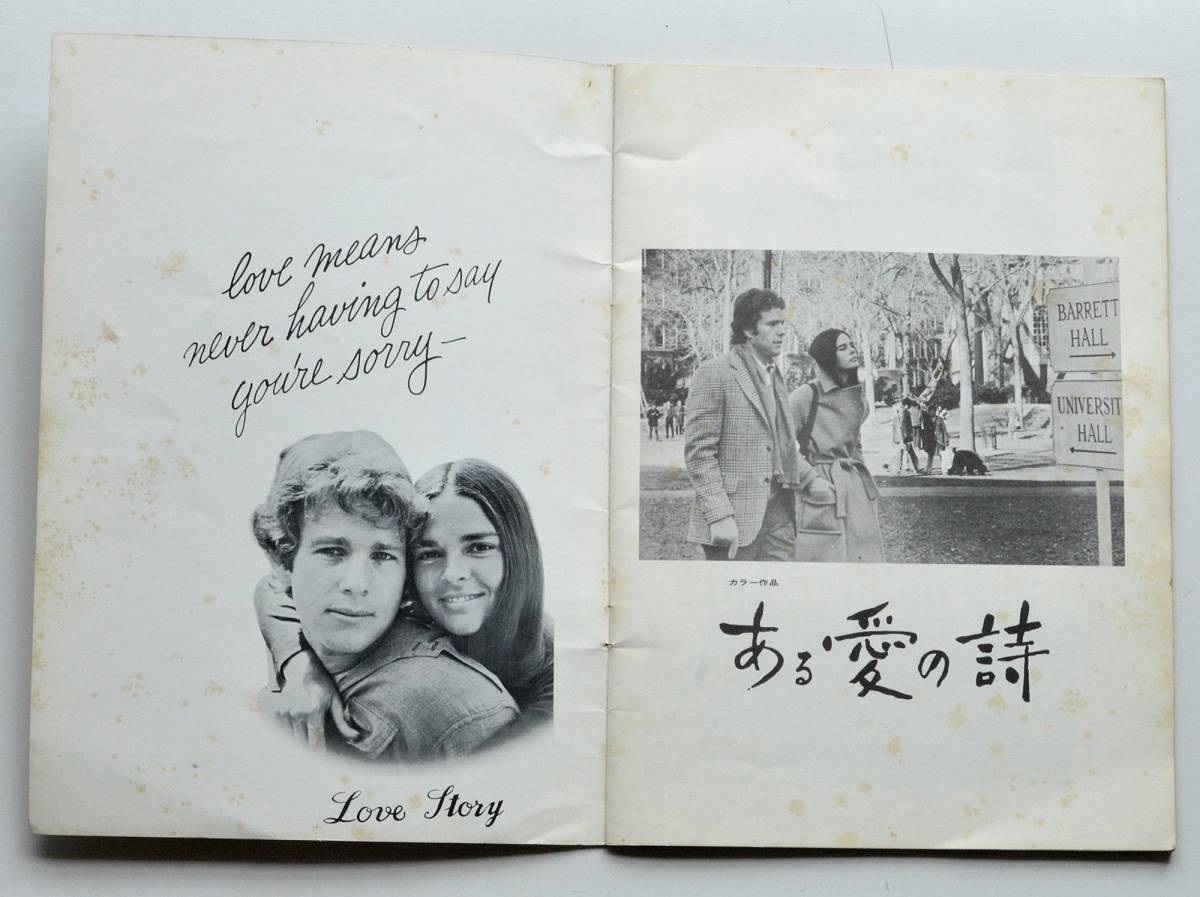 love means
never having to say
you're sorry—
Love Story
BARRETT
HALL
UNIVERSIT
HALL
カラー作品
ある愛の詩